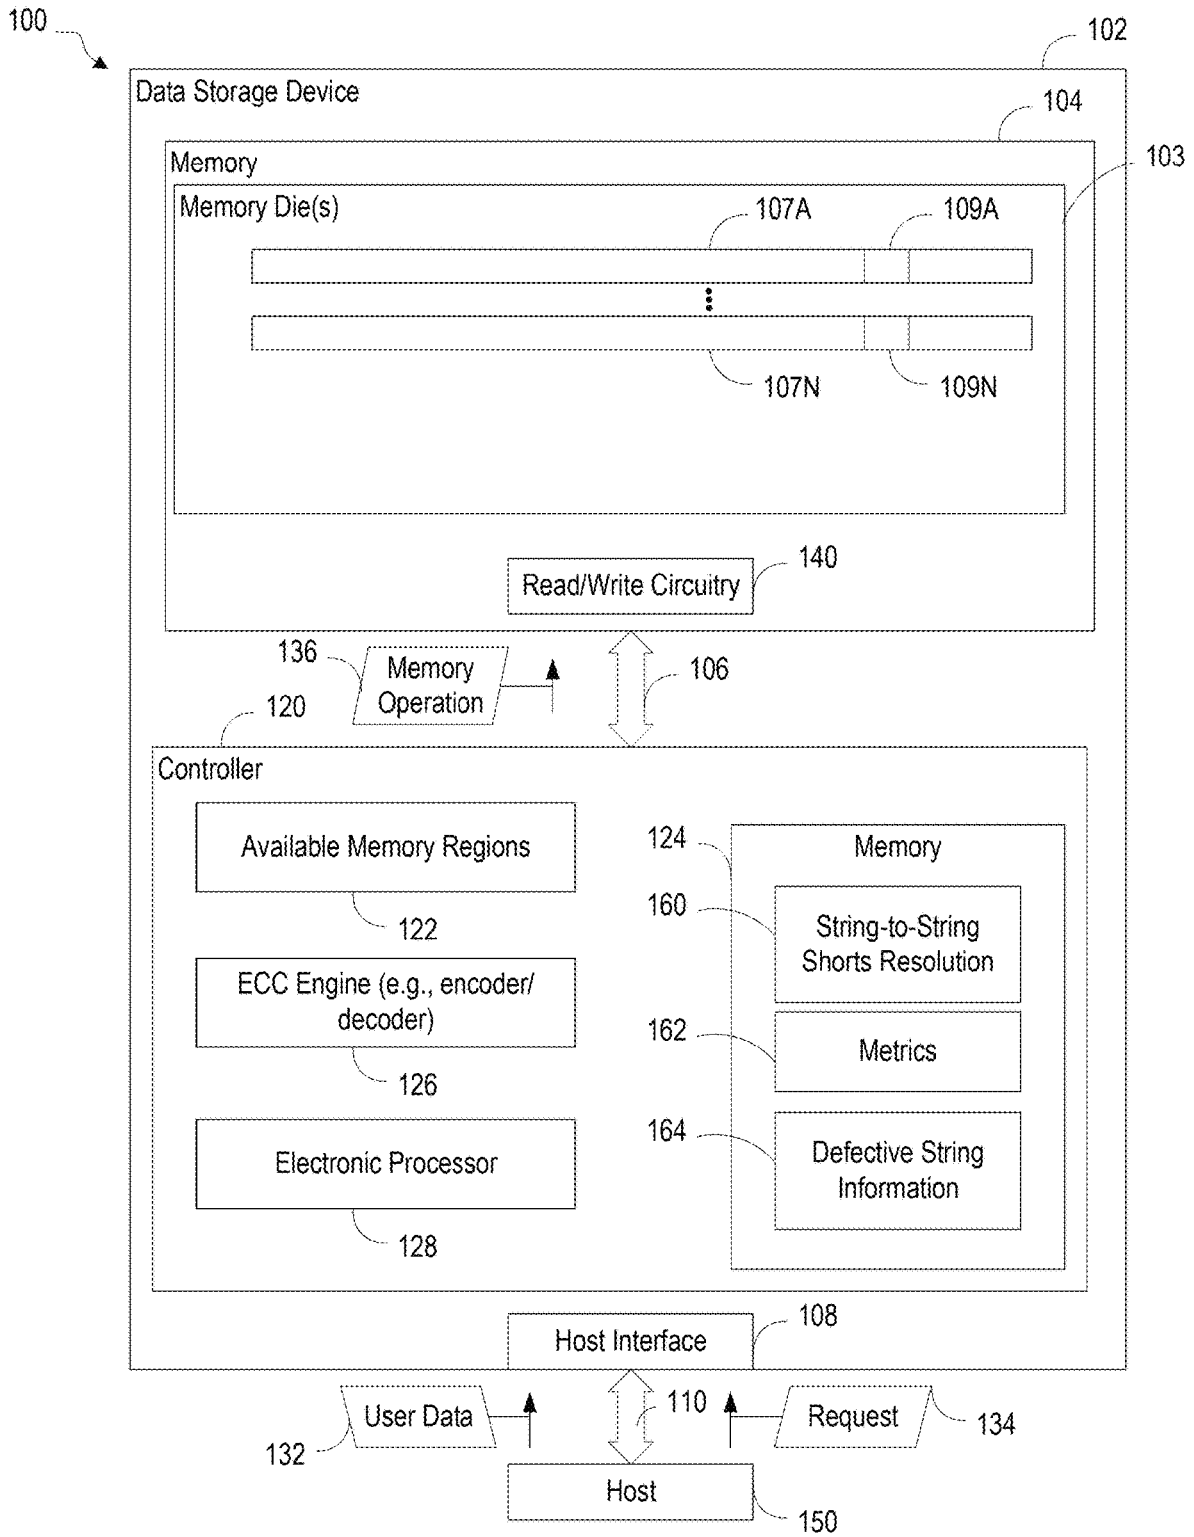 100
102
Data Storage Device
104
Memory
103
Memory Die(s)
107A
109A
107N
109N
140
Read/Write Circuitry
136
Memory
Operation
106
120
Controller
Available Memory Regions
122
ECC Engine (e.g., encoder/
decoder)
126
Electronic Processor
128
124
Memory
160
String-to-String
Shorts Resolution
162
Metrics
164
Defective String
Information
108
Host Interface
User Data
132
110
Request
134
Host
150